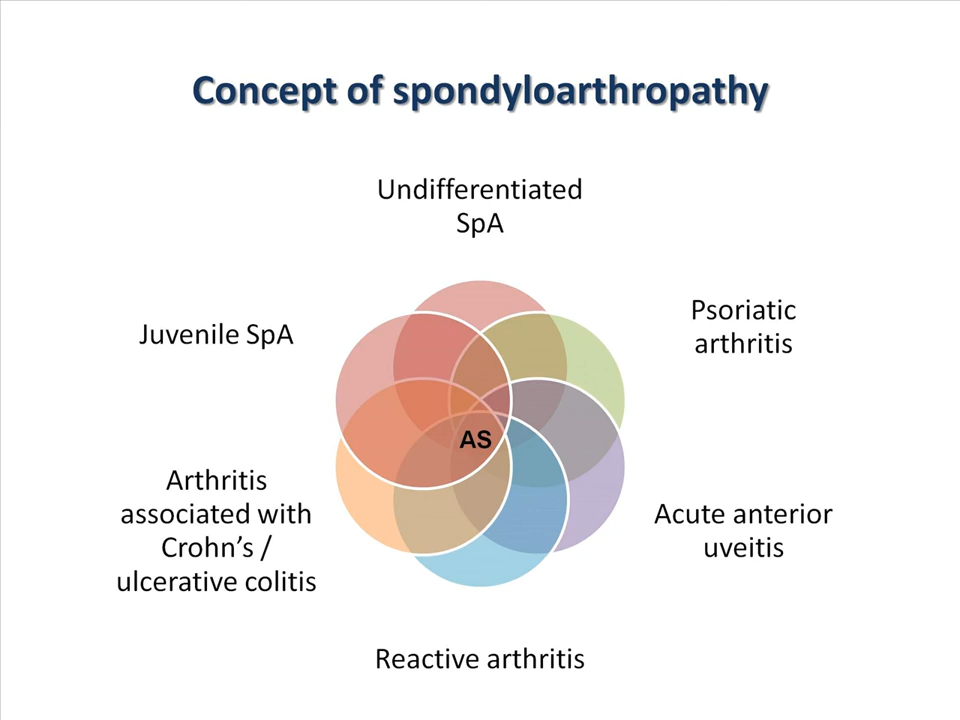 Concept of spondyloarthropathy
Undifferentiated
SpA
Psoriatic
arthritis
Juvenile SpA
AS
Arthritis
associated with
Crohn’s /
ulcerative colitis
Acute anterior
uveitis
Reactive arthritis